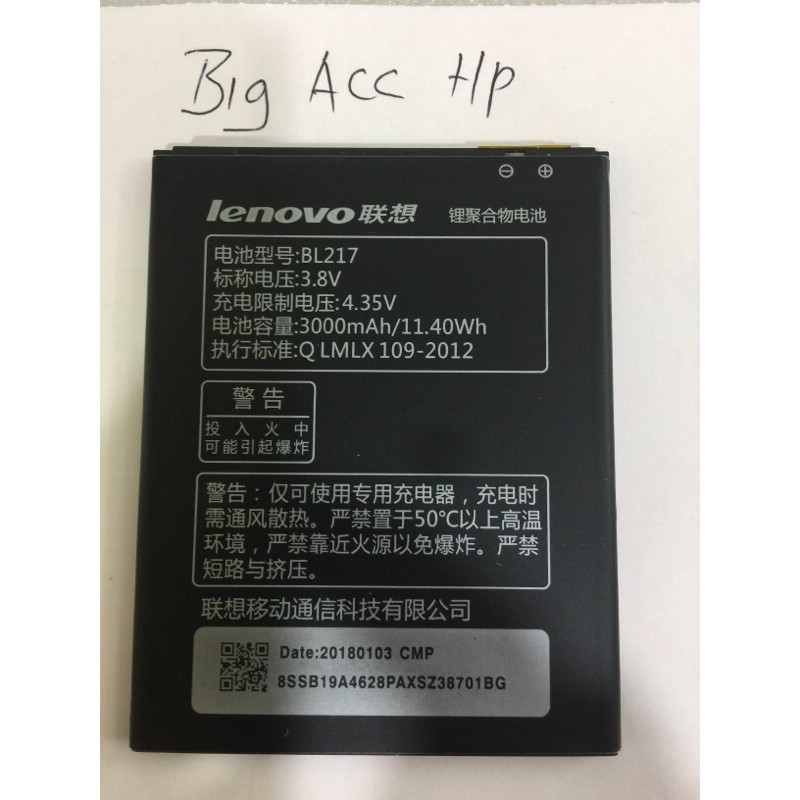 Big Acc Hp
⊖ ⊕
lenovo 联想 锂聚合物电池
电池型号:BL217
标称电压:3.8V
充电限制电压:4.35V
电池容量:3000mAh/11.40Wh
执行标准:Q LMLX 109-2012
警告
投入火中
可能引起爆炸
警告：仅可使用专用充电器，充电时
需通风散热。严禁置于50℃以上高温
环境，严禁靠近火源以免爆炸。严禁
短路与挤压。
联想移动通信科技有限公司
Date:20180103 CMP
8SSB19A4628PAXSZ38701BG